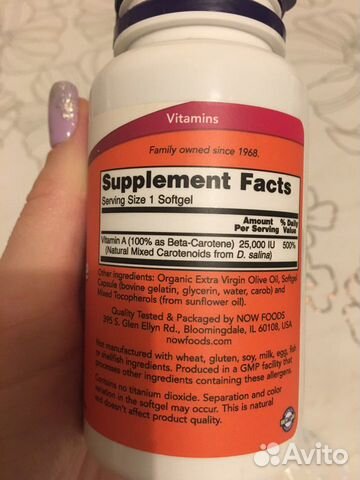 Vitamins
Family owned since 1968.
Supplement Facts
Serving Size 1 Softgel
Amount % Daily
Per Serving Value
Vitamin A (100% as Beta-Carotene) 25,000 IU 500%
(Natural Mixed Carotenoids from D. salina)
Other ingredients: Organic Extra Virgin Olive Oil, Softgel
Capsule (bovine gelatin, glycerin, water, carob) and
Mixed Tocopherols (from sunflower oil).
Quality Tested & Packaged by NOW FOODS
395 S. Glen Ellyn Rd., Bloomingdale, IL 60108, USA
nowfoods.com
Not manufactured with wheat, gluten, soy, milk, egg, fish
or shellfish ingredients. Produced in a GMP facility that
processes other ingredients containing these allergens.
Contains no titanium dioxide. Separation and color
variation in the softgel may occur. This is natural
and doesn't affect product quality.
Avito